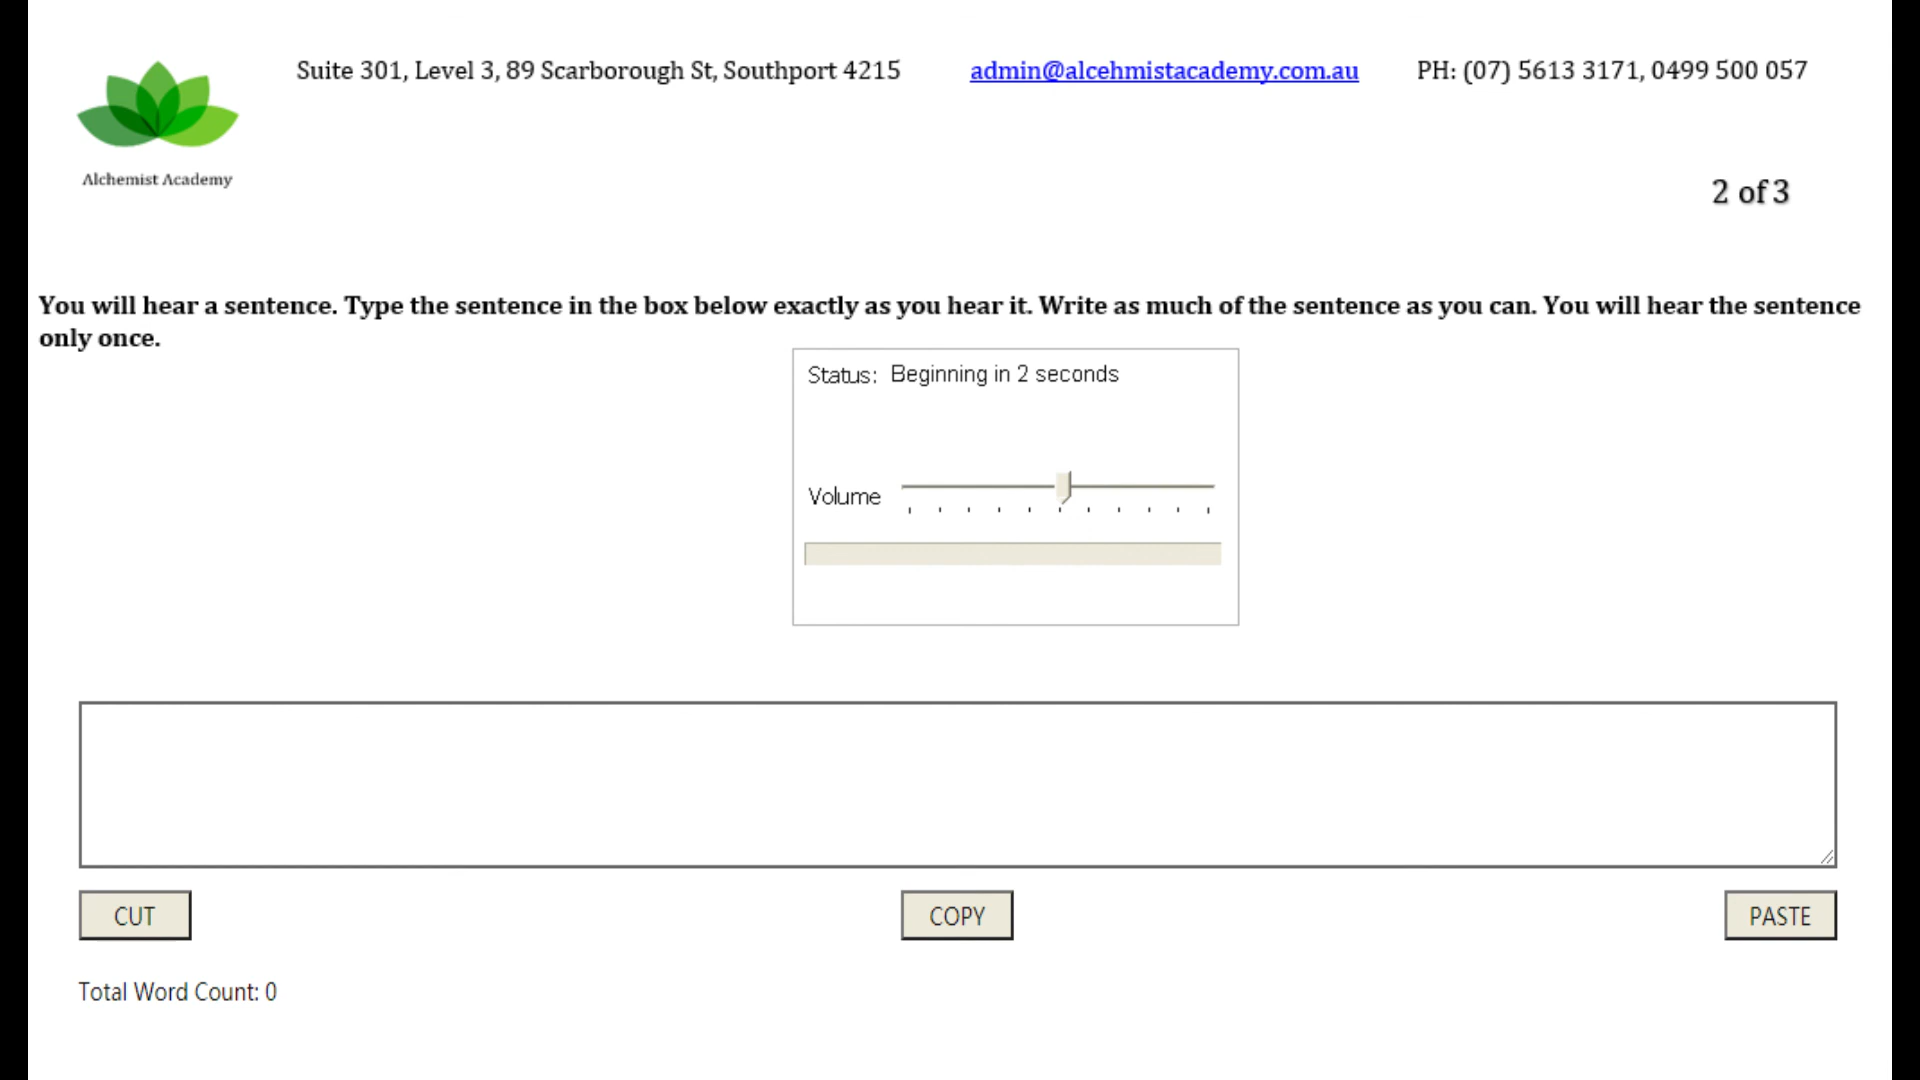 Suite 301, Level 3, 89 Scarborough St, Southport 4215 admin@alcehmistacademy.com.au PH: (07) 5613 3171, 0499 500 057
Alchemist Academy
2 of 3
You will hear a sentence. Type the sentence in the box below exactly as you hear it. Write as much of the sentence as you can. You will hear the sentence
only once.
Status: Beginning in 2 seconds
Volume
CUT COPY PASTE
Total Word Count: 0